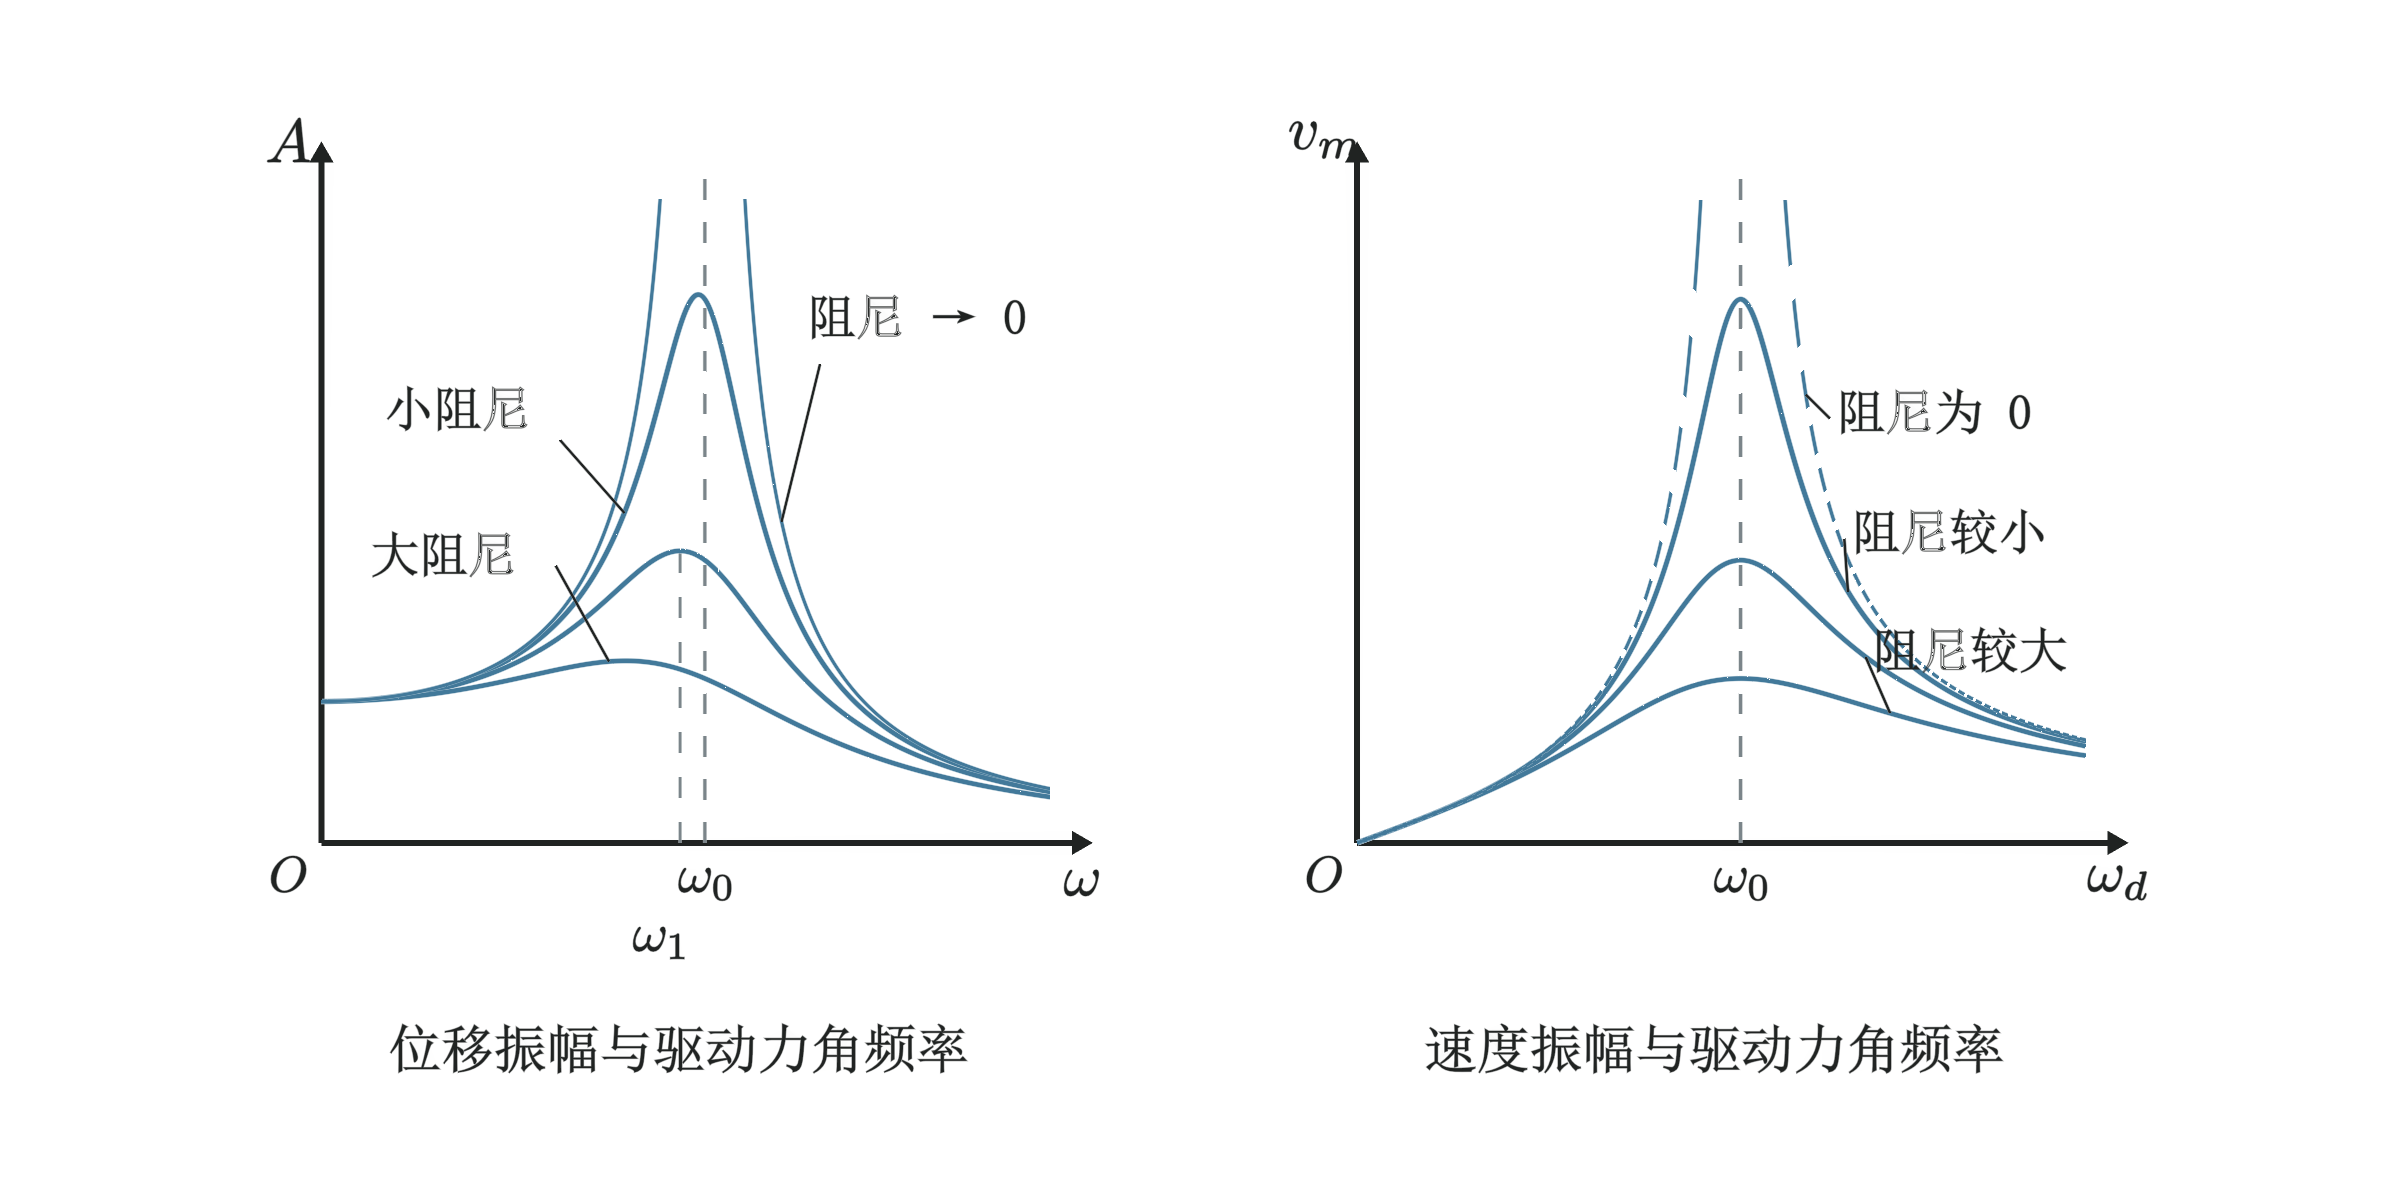 A
阻尼 → 0
小阻尼
大阻尼
O
ω₀
ω
ω₁
位移振幅与驱动力角频率
vₘ
阻尼为 0
阻尼较小
阻尼较大
O
ω₀
ω_d
速度振幅与驱动力角频率